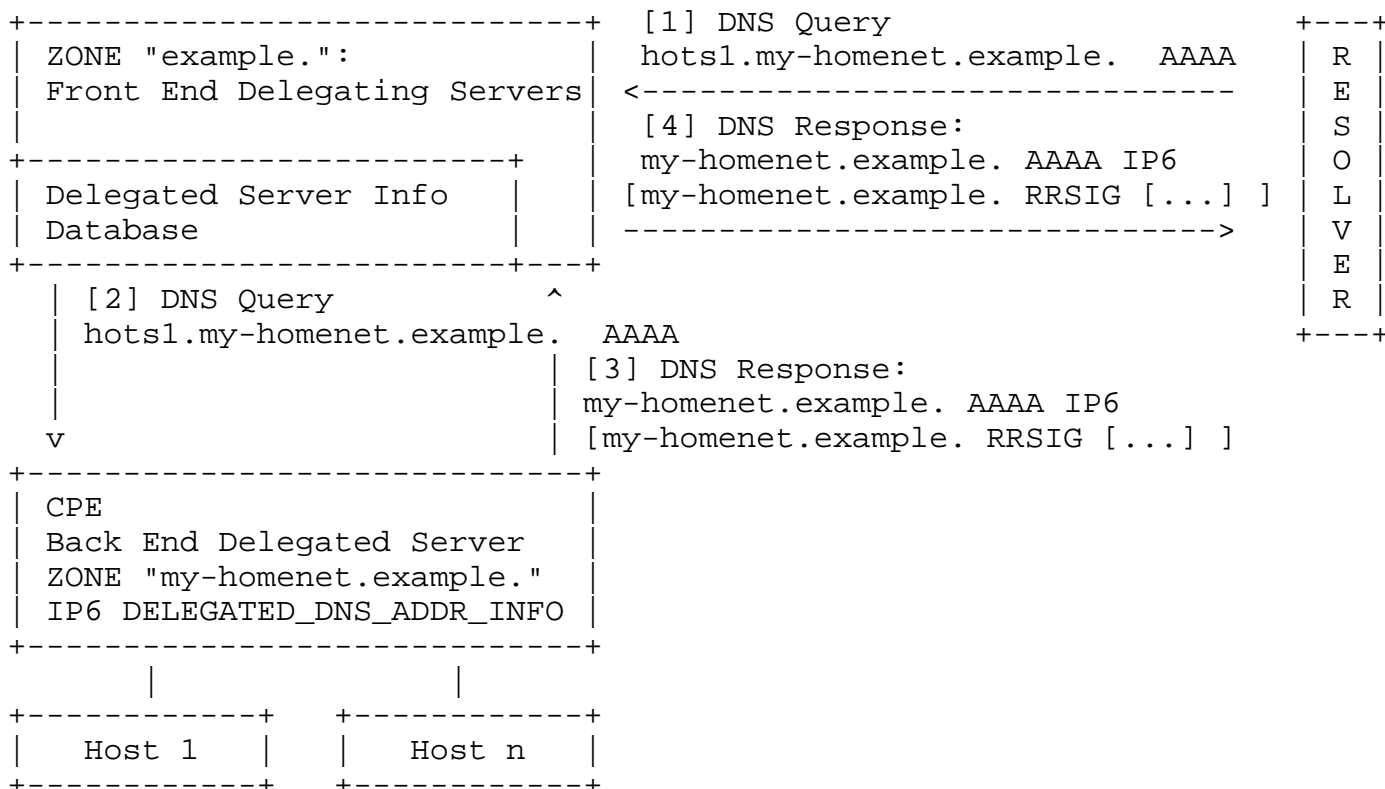 [1] DNS Query
ZONE "example.": hots1.my-homenet.example. AAAA R
Front End Delegating Servers <-------------------------------- E
[4] DNS Response: S
my-homenet.example. AAAA IP6 O
Delegated Server Info [my-homenet.example. RRSIG [...] ] L
Database -------------------------------> V
E
[2] DNS Query ^ R
hots1.my-homenet.example. AAAA
[3] DNS Response:
my-homenet.example. AAAA IP6
v [my-homenet.example. RRSIG [...] ]
CPE
Back End Delegated Server
ZONE "my-homenet.example."
IP6 DELEGATED_DNS_ADDR_INFO
Host 1 Host n